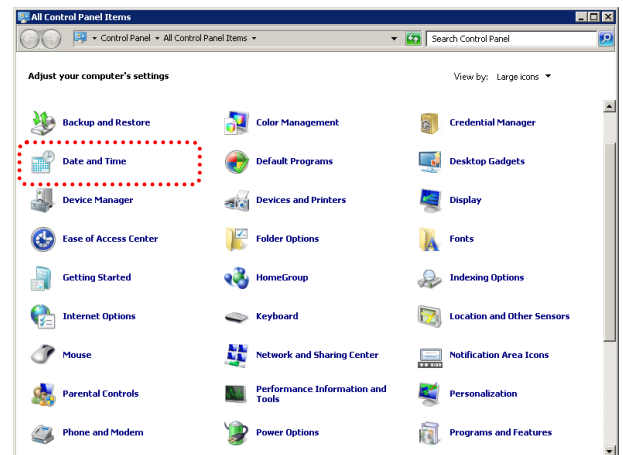 All Control Panel Items
Control Panel All Control Panel Items
Search Control Panel
Adjust your computer's settings
View by: Large icons
Backup and Restore
Color Management
Credential Manager
Date and Time
Default Programs
Desktop Gadgets
Device Manager
Devices and Printers
Display
Ease of Access Center
Folder Options
Fonts
Getting Started
HomeGroup
Indexing Options
Internet Options
Keyboard
Location and Other Sensors
Mouse
Network and Sharing Center
Notification Area Icons
Parental Controls
Performance Information and
Tools
Personalization
Phone and Modem
Power Options
Programs and Features